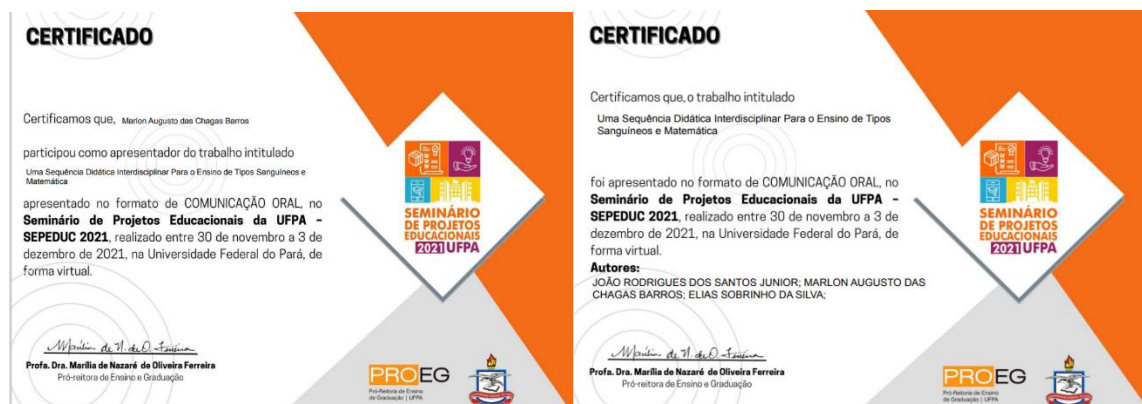 CERTIFICADO
Certificamos que, Marlon Augusto das Chagas Barros
participou como apresentador do trabalho intitulado
Uma Sequência Didática Interdisciplinar Para o Ensino de Tipos Sanguíneos e
Matemática
apresentado no formato de COMUNICAÇÃO ORAL, no
Seminário de Projetos Educacionais da UFPA –
SEPEDUC 2021, realizado entre 30 de novembro a 3 de
dezembro de 2021, na Universidade Federal do Pará, de
forma virtual.
Marília de N. de O. Ferreira
Profa. Dra. Marília de Nazaré de Oliveira Ferreira
Pró-reitora de Ensino e Graduação
SEMINÁRIO
DE PROJETOS
EDUCACIONAIS
2021 UFPA
PROEG
Pró-Reitoria de Ensino
de Graduação | UFPA
CERTIFICADO
Certificamos que, o trabalho intitulado
Uma Sequência Didática Interdisciplinar Para o Ensino de Tipos
Sanguíneos e Matemática
foi apresentado no formato de COMUNICAÇÃO ORAL, no
Seminário de Projetos Educacionais da UFPA –
SEPEDUC 2021, realizado entre 30 de novembro a 3 de
dezembro de 2021, na Universidade Federal do Pará, de
forma virtual.
Autores:
JOÃO RODRIGUES DOS SANTOS JUNIOR; MARLON AUGUSTO DAS
CHAGAS BARROS; ELIAS SOBRINHO DA SILVA;
Marília de N. de O. Ferreira
Profa. Dra. Marília de Nazaré de Oliveira Ferreira
Pró-reitora de Ensino e Graduação
SEMINÁRIO
DE PROJETOS
EDUCACIONAIS
2021 UFPA
PROEG
Pró-Reitoria de Ensino
de Graduação | UFPA